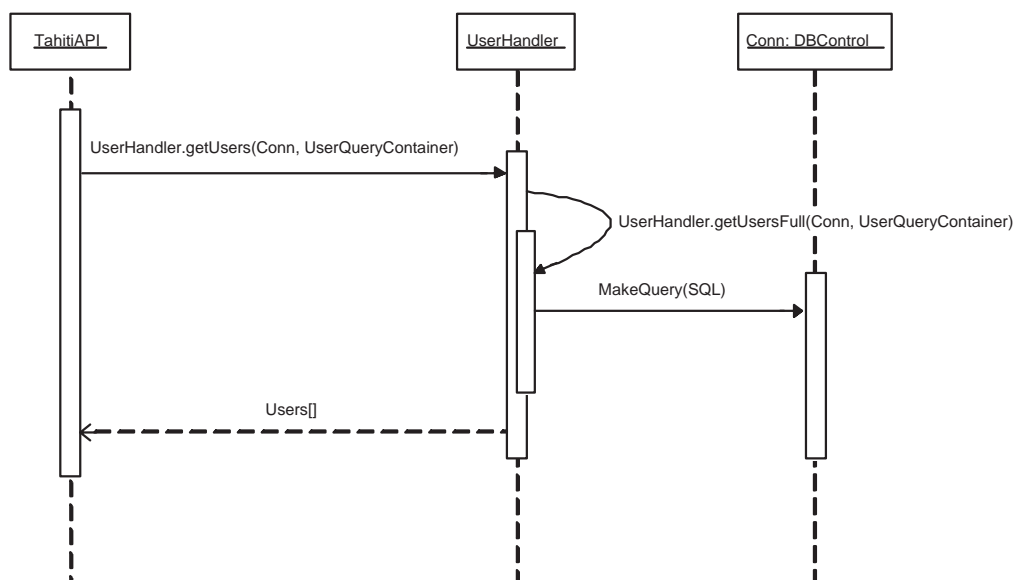 TahitiAPI
UserHandler
Conn: DBControl
UserHandler.getUsers(Conn, UserQueryContainer)
UserHandler.getUsersFull(Conn, UserQueryContainer)
MakeQuery(SQL)
Users[]